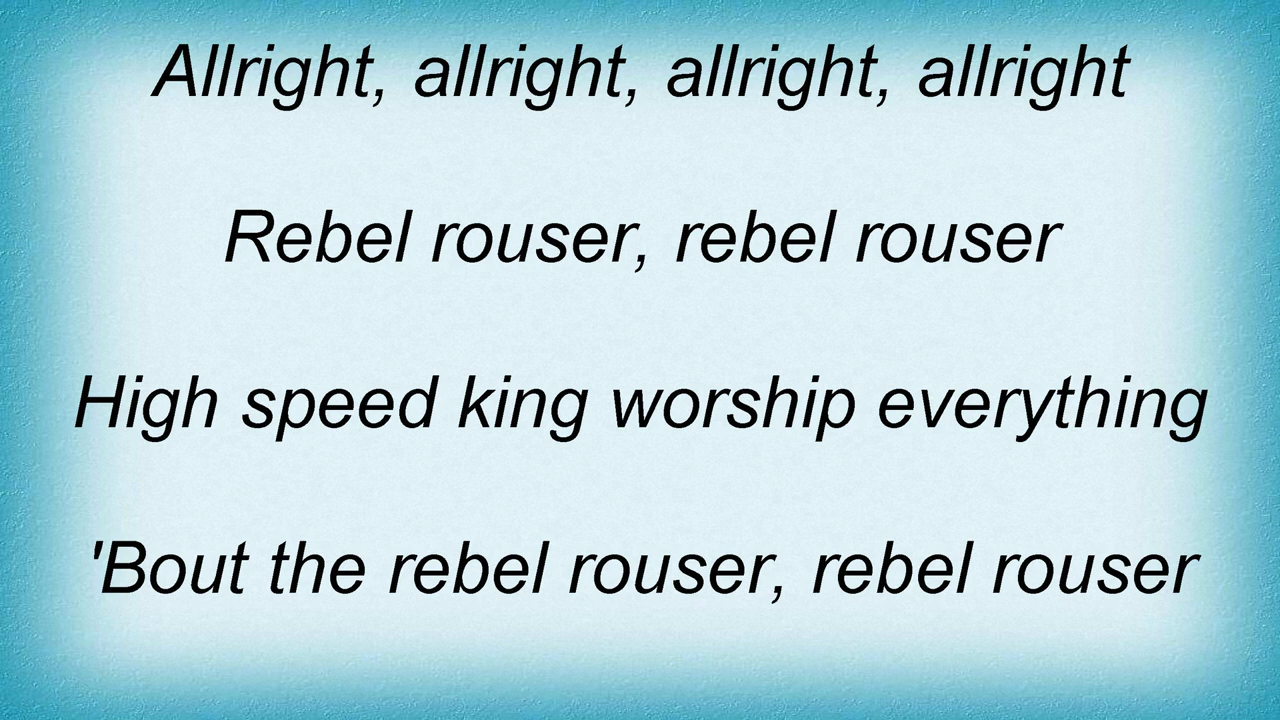 Allright, allright, allright, allright
Rebel rouser, rebel rouser
High speed king worship everything
'Bout the rebel rouser, rebel rouser